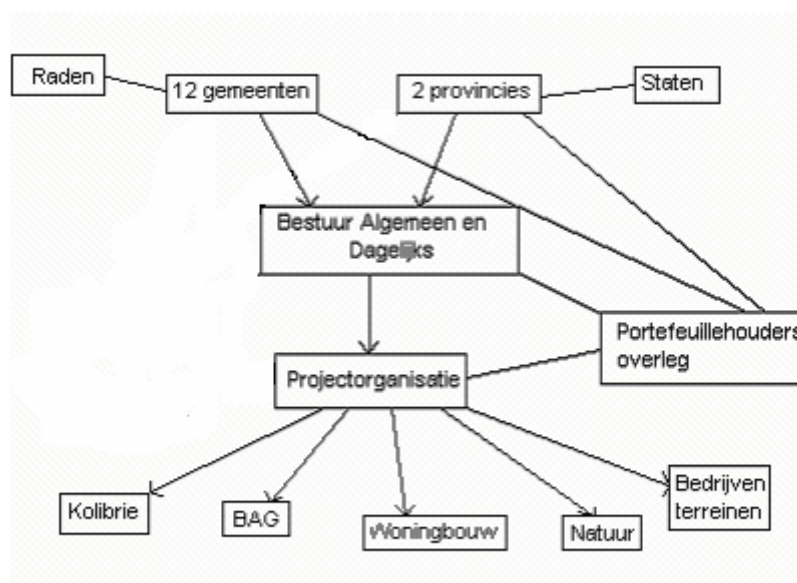 Raden
12 gemeenten
2 provincies
Staten
Bestuur Algemeen en
Dagelijks
Portefeuillehouders
overleg
Projectorganisatie
Kolibrie
BAG
Woningbouw
Natuur
Bedrijven
terreinen